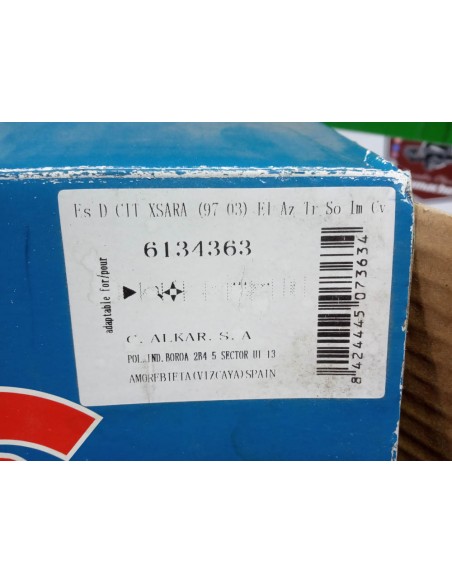 Es D CIT XSARA (97 03) El Az Tr So Im Cv
6134363
adaptable for/pour
C. ALKAR. S. A
POL.IND.BOROA 2B4 5 SECTOR UI 13
AMOREBIETA(VIZCAYA)SPAIN
8 424445 073634